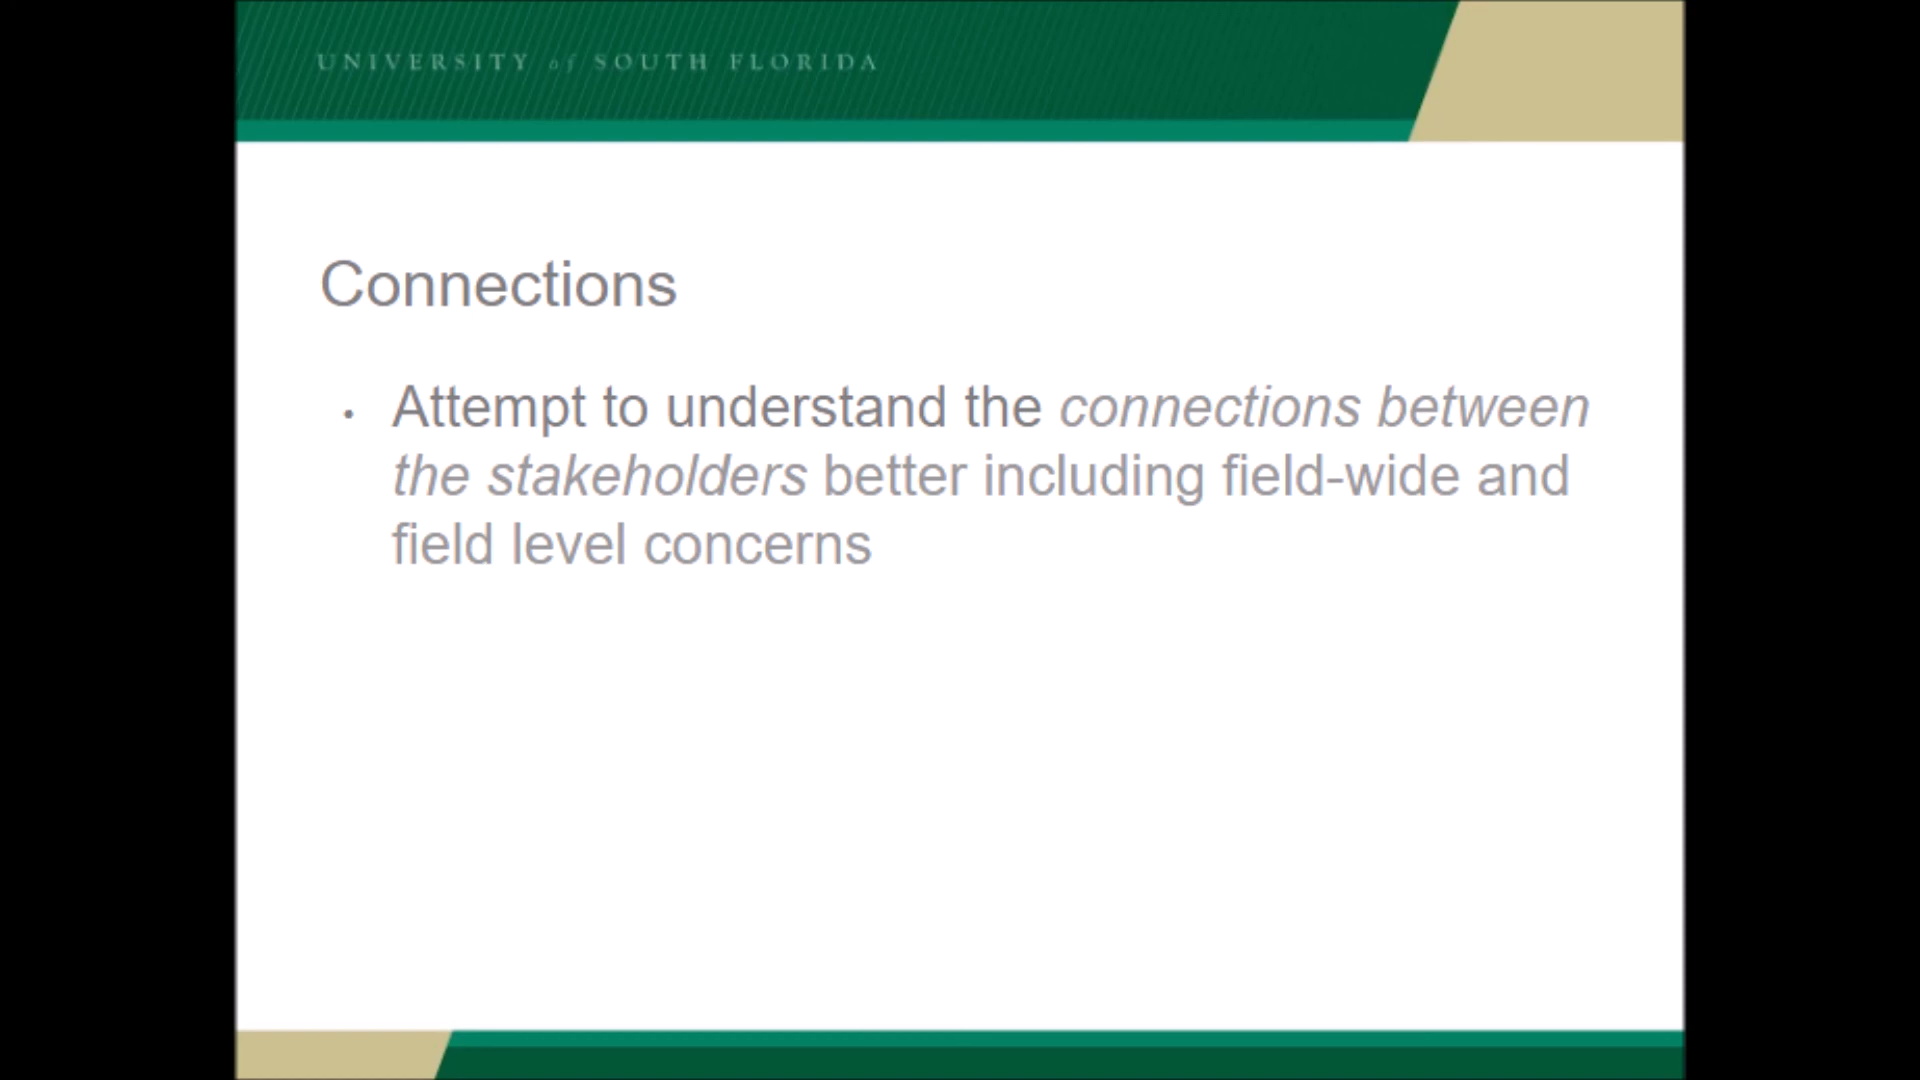 UNIVERSITY of SOUTH FLORIDA
Connections
• Attempt to understand the connections between
the stakeholders better including field-wide and
field level concerns